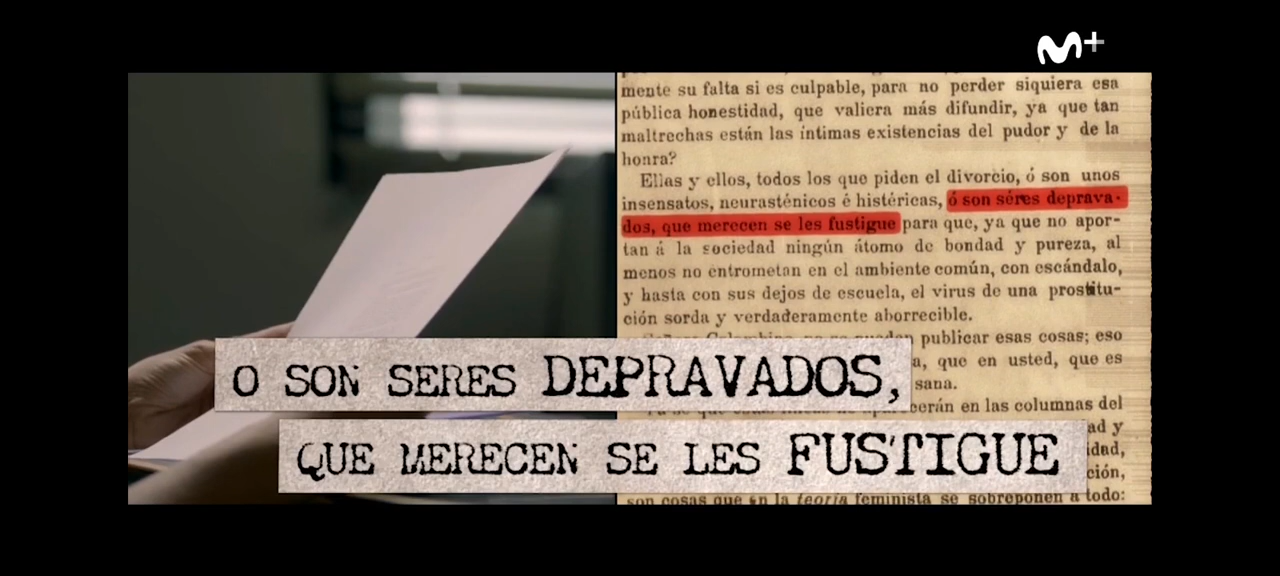 M+
mente su falta si es culpable, para no perder siquiera esa
pública honestidad, que valiera más difundir, ya que tan
maltrechas están las íntimas existencias del pudor y de la
honra?
Ellas y ellos, todos los que piden el divorcio, ó son unos
insensatos, neurasténicos é histéricas, ó son séres deprava-
dos, que merecen se les fustigue para que, ya que no apor-
tan á la sociedad ningún átomo de bondad y pureza, al
menos no entrometan en el ambiente común, con escándalo,
y hasta con sus dejos de escuela, el virus de una prostitu-
ción sorda y verdaderamente aborrecible.
publicar esas cosas; eso
que en usted, que es
sana.
en las columnas del
y
son cosas que en la teoría feminista se sobreponen a todo:
O SON SERES DEPRAVADOS,
QUE MERECEN SE LES FUSTIGUE